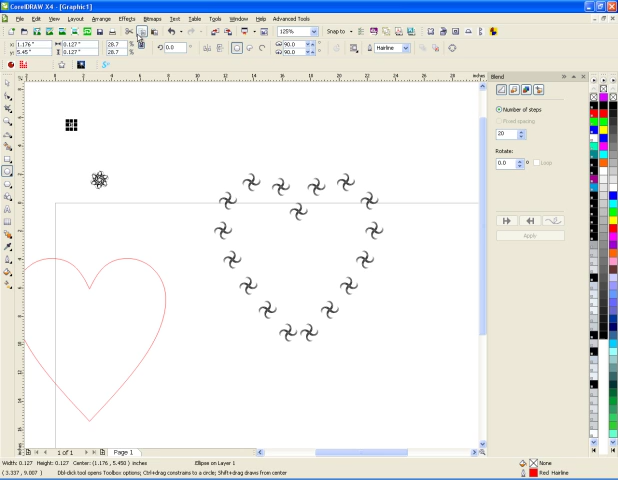 CorelDRAW X4 - [Graphic1]
File Edit View Layout Arrange Effects Bitmaps Text Table Tools Window Help Advanced Tools
125% Snap to
x: 1.176 " 0.127 " 28.7 % 0.0 ° 90.0 Hairline
y: 5.45 " 0.127 " 28.7 % 90.0
inches
Blend
Number of steps
Fixed spacing
20
Rotate:
0.0 ° Loop
Apply
1 of 1 Page 1
Width: 0.127 Height: 0.127 Center: (1.176 , 5.450 ) inches Ellipse on Layer 1 None
( 3.337 , 9.007 ) Dbl-click tool opens Toolbox options; Ctrl+drag constrains to a circle; Shift+drag draws from center Red Hairline